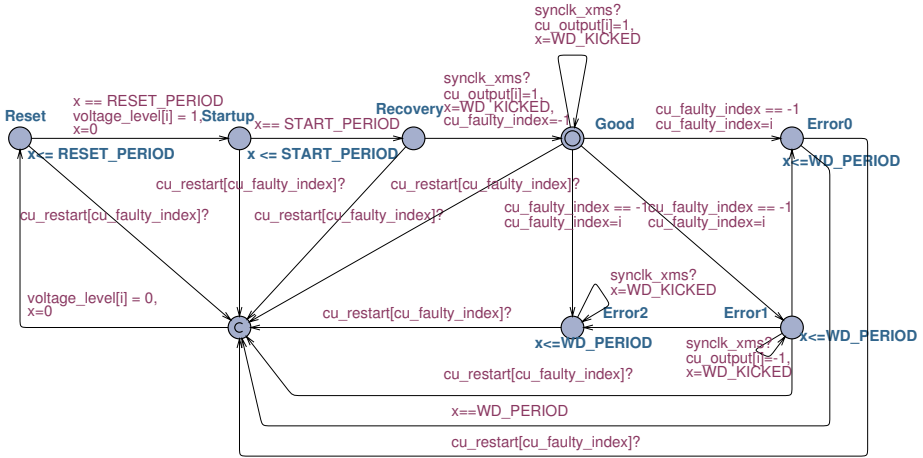 synclk_xms?
cu_output[i]=1,
x=WD_KICKED
x == RESET_PERIOD
voltage_level[i] = 1,
x=0
synclk_xms?
cu_output[i]=1,
x=WD_KICKED,
cu_faulty_index=-1
Reset
Startup
Recovery
Good
Error0
x== START_PERIOD
cu_faulty_index == -1
cu_faulty_index=i
x<= RESET_PERIOD
x <= START_PERIOD
x<=WD_PERIOD
cu_restart[cu_faulty_index]?
cu_restart[cu_faulty_index]?
cu_restart[cu_faulty_index]?
cu_restart[cu_faulty_index]?
cu_faulty_index == -1
cu_faulty_index=i
cu_faulty_index == -1
cu_faulty_index=i
voltage_level[i] = 0,
x=0
synclk_xms?
x=WD_KICKED
cu_restart[cu_faulty_index]?
Error2
Error1
C
x<=WD_PERIOD
x<=WD_PERIOD
synclk_xms?
cu_output[i]=-1,
x=WD_KICKED
cu_restart[cu_faulty_index]?
x==WD_PERIOD
cu_restart[cu_faulty_index]?